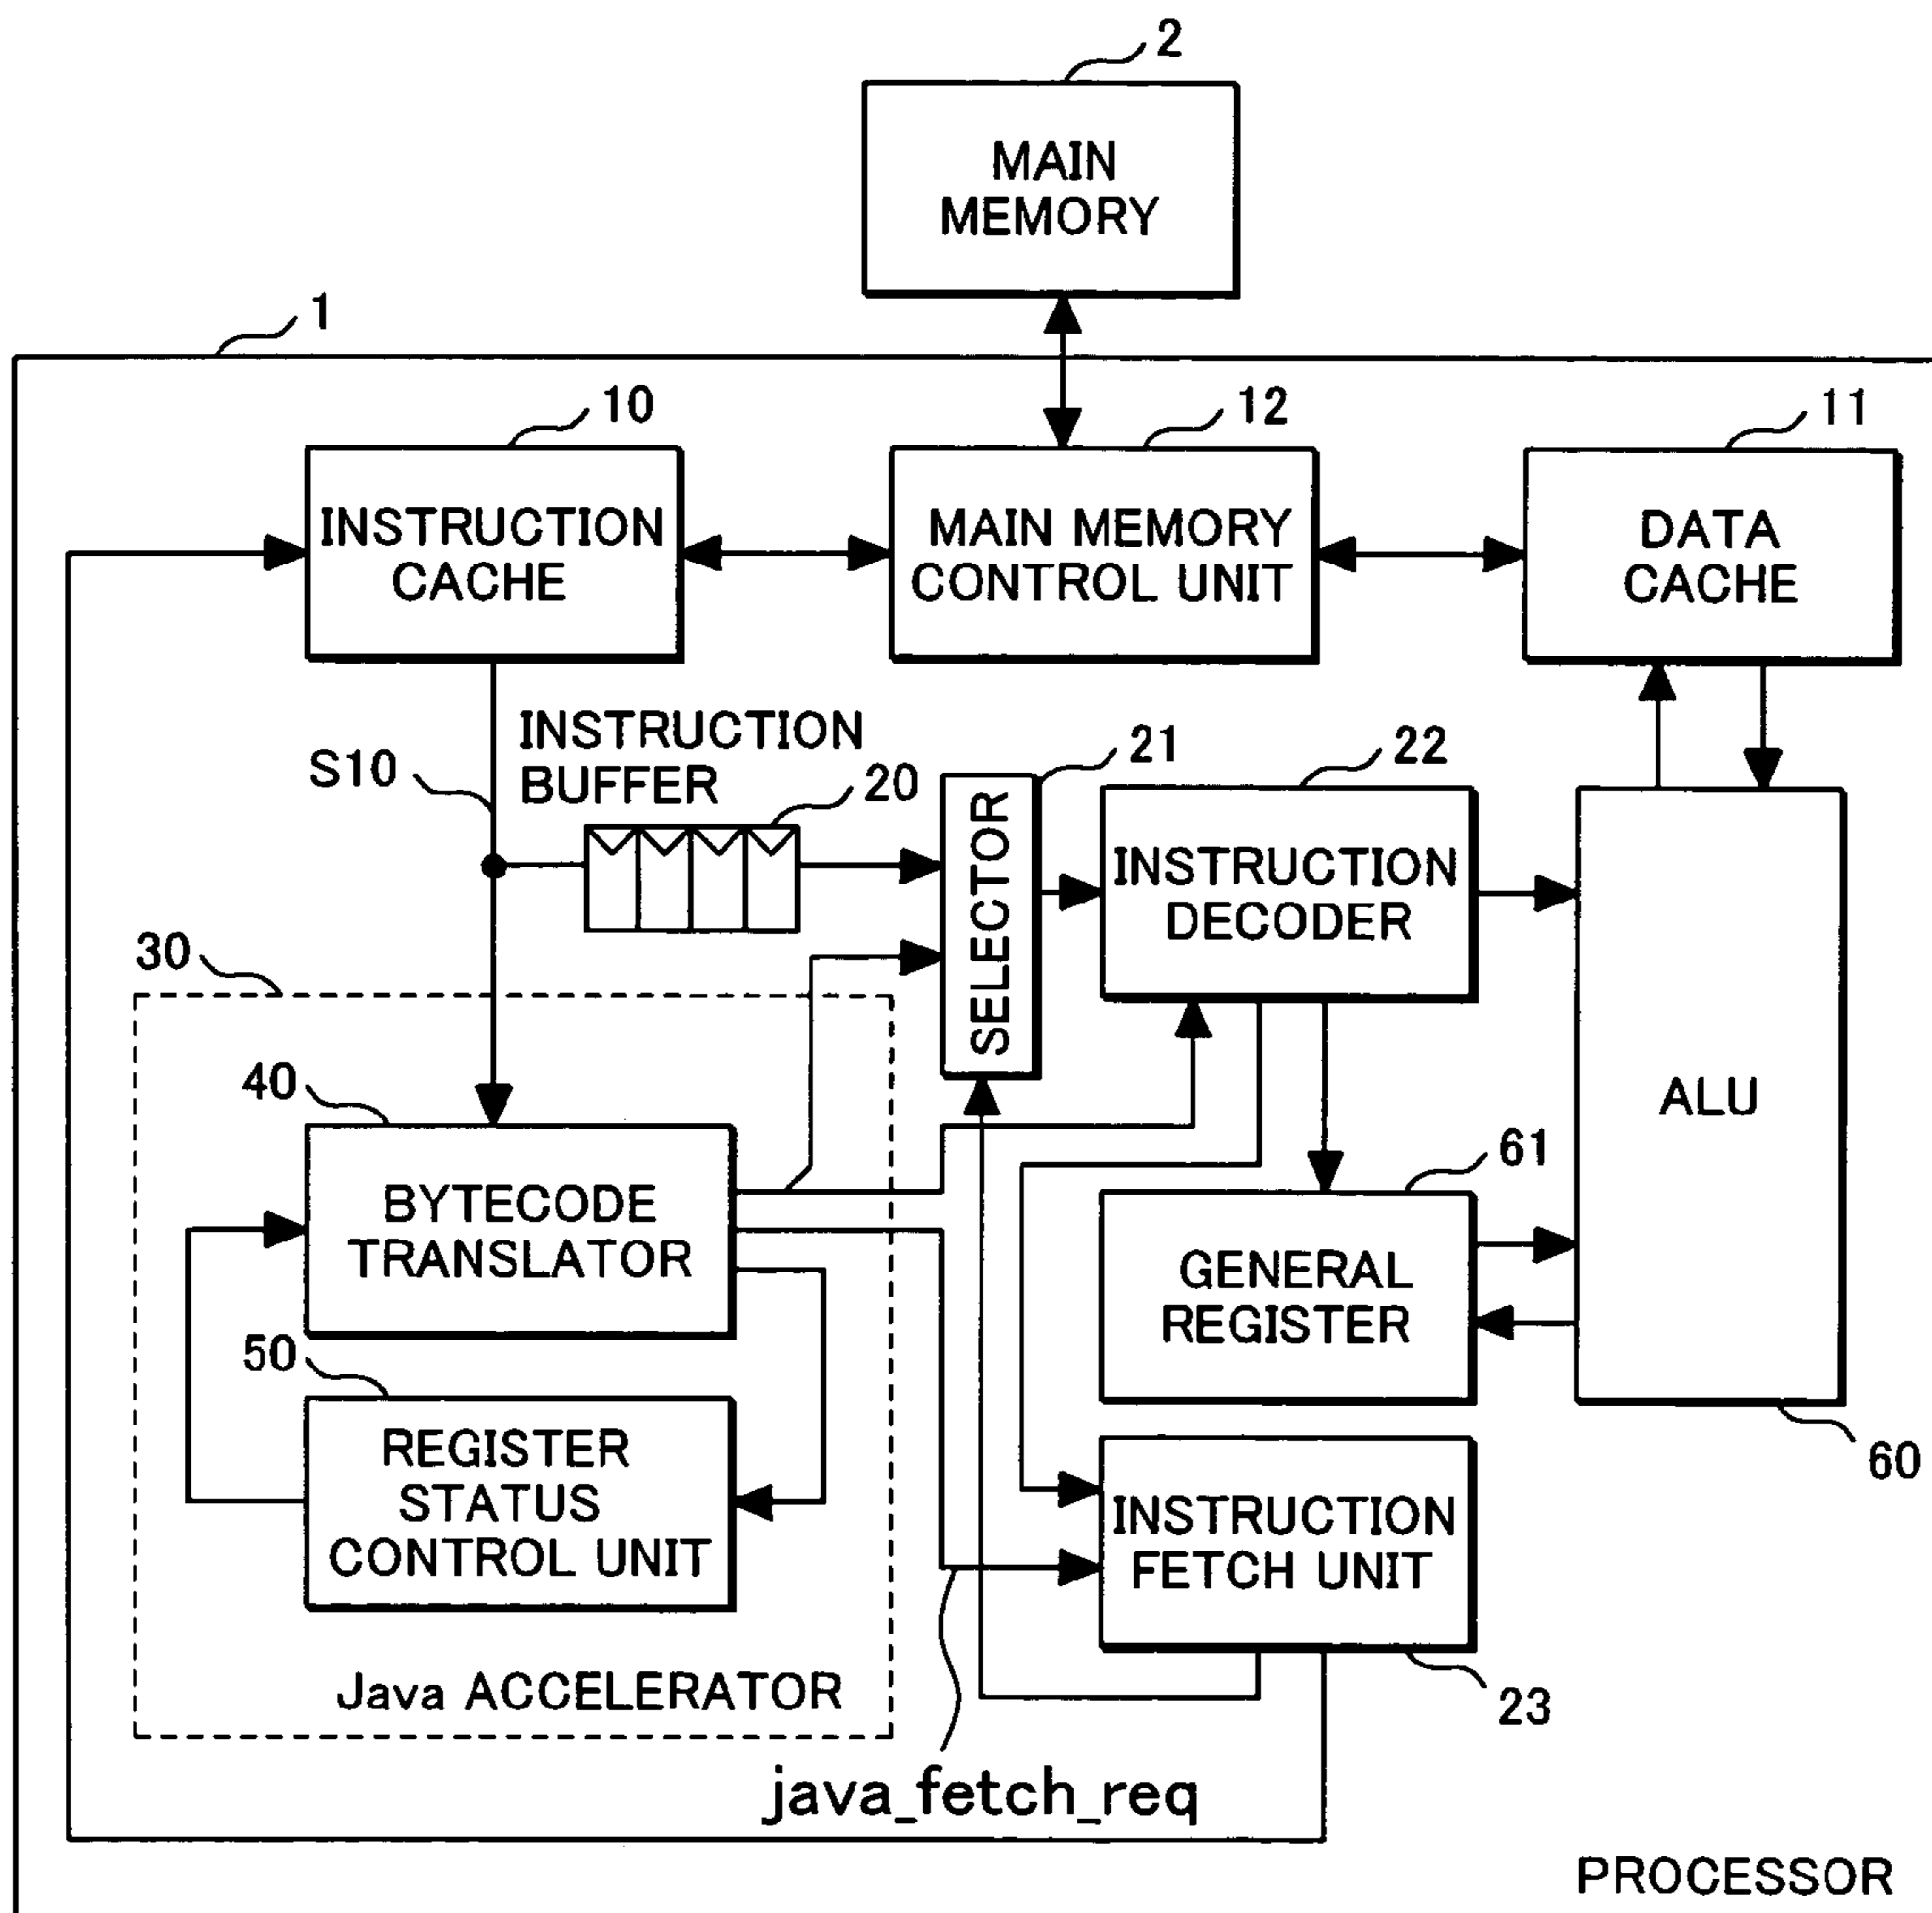 2
MAIN
MEMORY
1
10
12
11
INSTRUCTION
CACHE
MAIN MEMORY
CONTROL UNIT
DATA
CACHE
S10
INSTRUCTION
BUFFER
20
21
22
SELECTOR
INSTRUCTION
DECODER
30
40
ALU
61
BYTECODE
TRANSLATOR
GENERAL
REGISTER
50
60
REGISTER
STATUS
CONTROL UNIT
INSTRUCTION
FETCH UNIT
Java ACCELERATOR
23
java_fetch_req
PROCESSOR